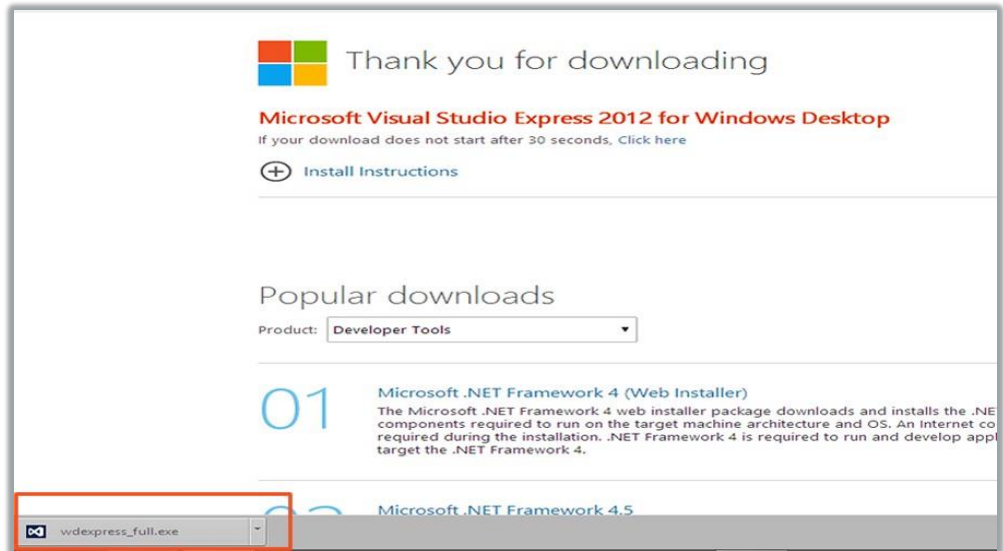 Thank you for downloading
Microsoft Visual Studio Express 2012 for Windows Desktop
If your download does not start after 30 seconds, Click here
Install Instructions
Popular downloads
Product: Developer Tools
01
Microsoft .NET Framework 4 (Web Installer)
The Microsoft .NET Framework 4 web installer package downloads and installs the .NE
components required to run on the target machine architecture and OS. An Internet co
required during the installation. .NET Framework 4 is required to run and develop appl
target the .NET Framework 4.
Microsoft .NET Framework 4.5
wdexpress_full.exe